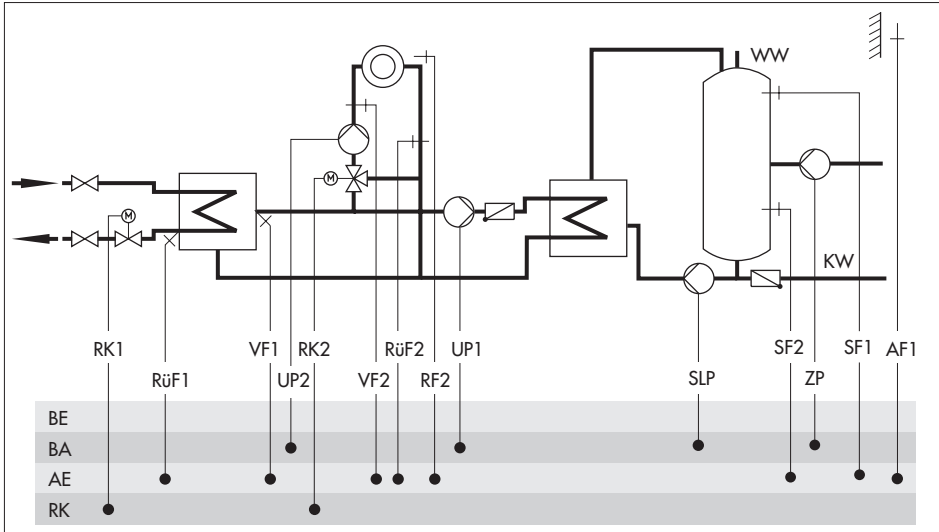 WW
M
M
KW
RK1 VF1 RK2 RüF2 UP1 SF2 SF1 AF1
RüF1 UP2 VF2 RF2 SLP ZP
BE
BA
AE
RK